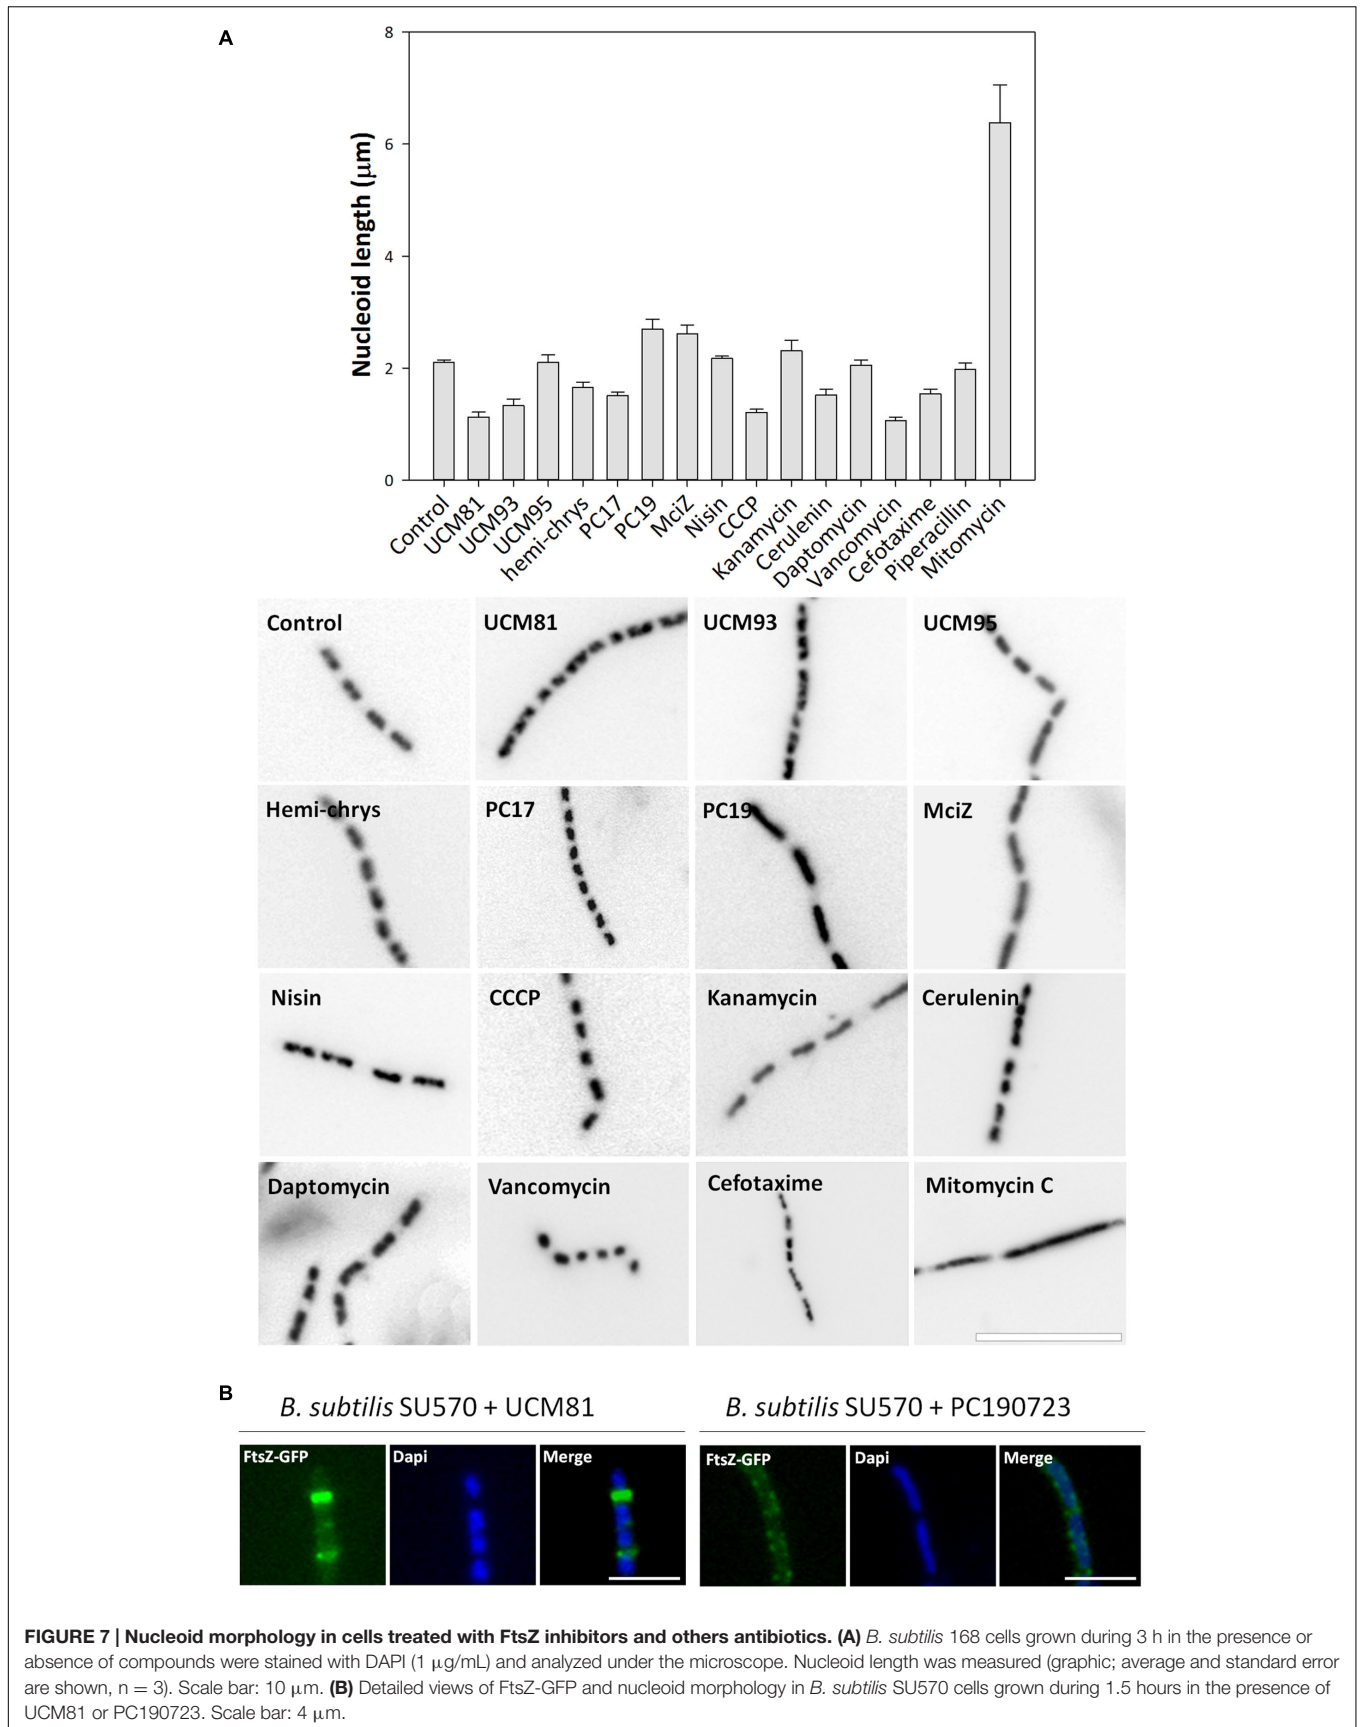 A
8
6
4
2
0
Nucleoid length (µm)
Control
UCM81
UCM93
UCM95
hemi-chrys
PC17
PC19
MciZ
Nisin
CCCP
Kanamycin
Cerulenin
Daptomycin
Vancomycin
Cefotaxime
Piperacillin
Mitomycin
Control
UCM81
UCM93
UCM95
Hemi-chrys
PC17
PC19
MciZ
Nisin
CCCP
Kanamycin
Cerulenin
Daptomycin
Vancomycin
Cefotaxime
Mitomycin C
B
B. subtilis SU570 + UCM81
B. subtilis SU570 + PC190723
FtsZ-GFP
Dapi
Merge
FtsZ-GFP
Dapi
Merge
FIGURE 7 | Nucleoid morphology in cells treated with FtsZ inhibitors and others antibiotics. (A) B. subtilis 168 cells grown during 3 h in the presence or
absence of compounds were stained with DAPI (1 µg/mL) and analyzed under the microscope. Nucleoid length was measured (graphic; average and standard error
are shown, n = 3). Scale bar: 10 µm. (B) Detailed views of FtsZ-GFP and nucleoid morphology in B. subtilis SU570 cells grown during 1.5 hours in the presence of
UCM81 or PC190723. Scale bar: 4 µm.